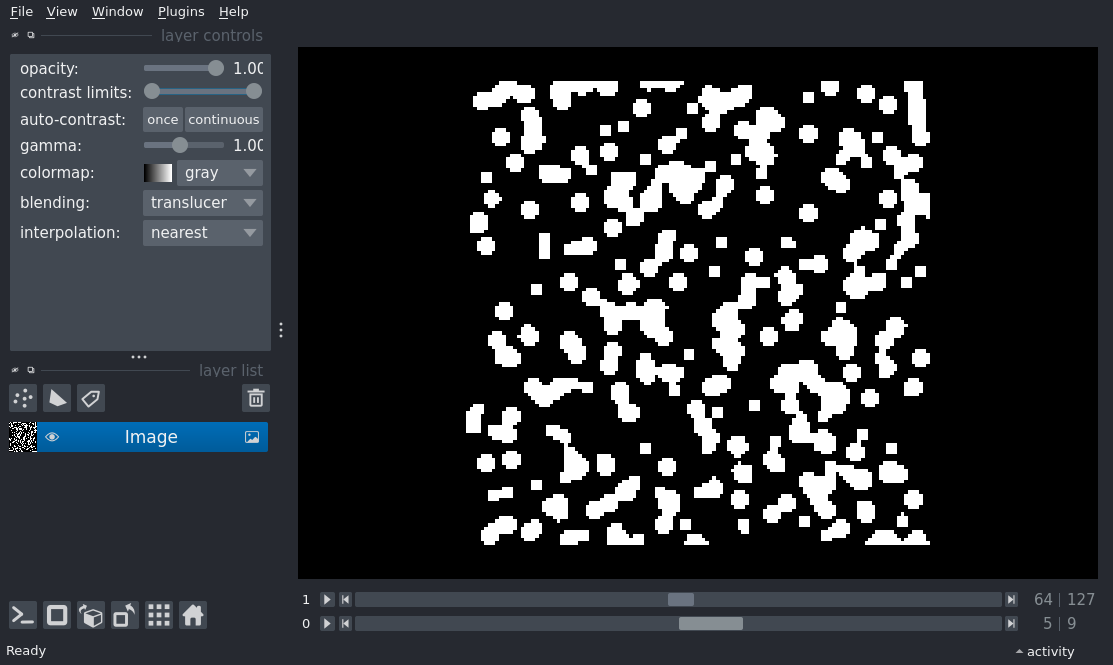 File View Window Plugins Help
layer controls
opacity: 1.00
contrast limits:
auto-contrast: once continuous
gamma: 1.00
colormap: gray
blending: translucer
interpolation: nearest
layer list
Image
1 64 | 127
0 5 | 9
Ready activity